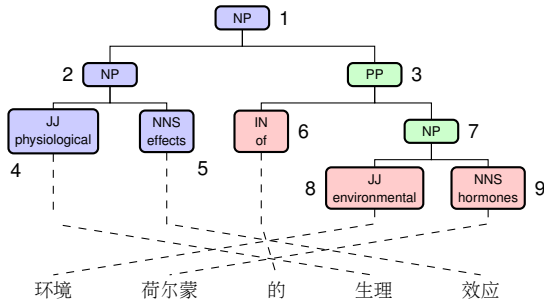 NP 1
2 NP PP 3
JJ physiological NNS effects IN of 6 NP 7
4 5 8 JJ environmental NNS hormones 9
环境 荷尔蒙 的 生理 效应